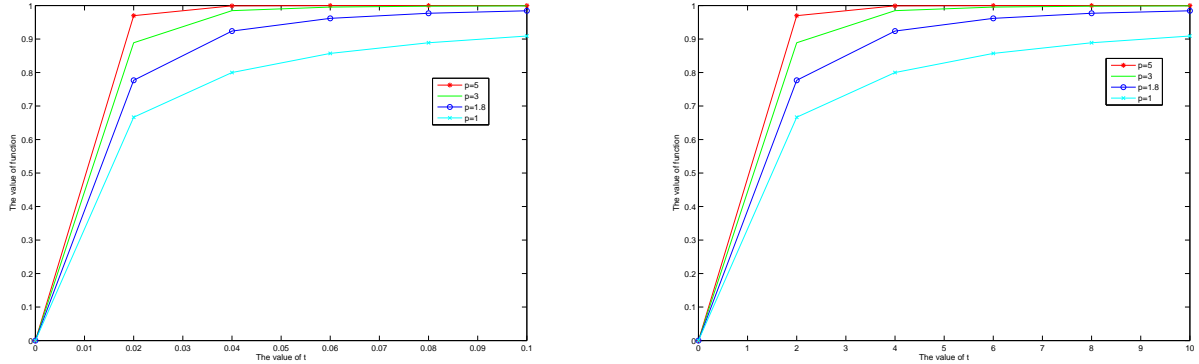 1
0.9
0.8
0.7
0.6
0.5
0.4
0.3
0.2
0.1
0
The value of function
0 0.01 0.02 0.03 0.04 0.05 0.06 0.07 0.08 0.09 0.1
The value of t
p=5
p=3
p=1.8
p=1
1
0.9
0.8
0.7
0.6
0.5
0.4
0.3
0.2
0.1
0
The value of function
0 1 2 3 4 5 6 7 8 9 10
The value of t
p=5
p=3
p=1.8
p=1